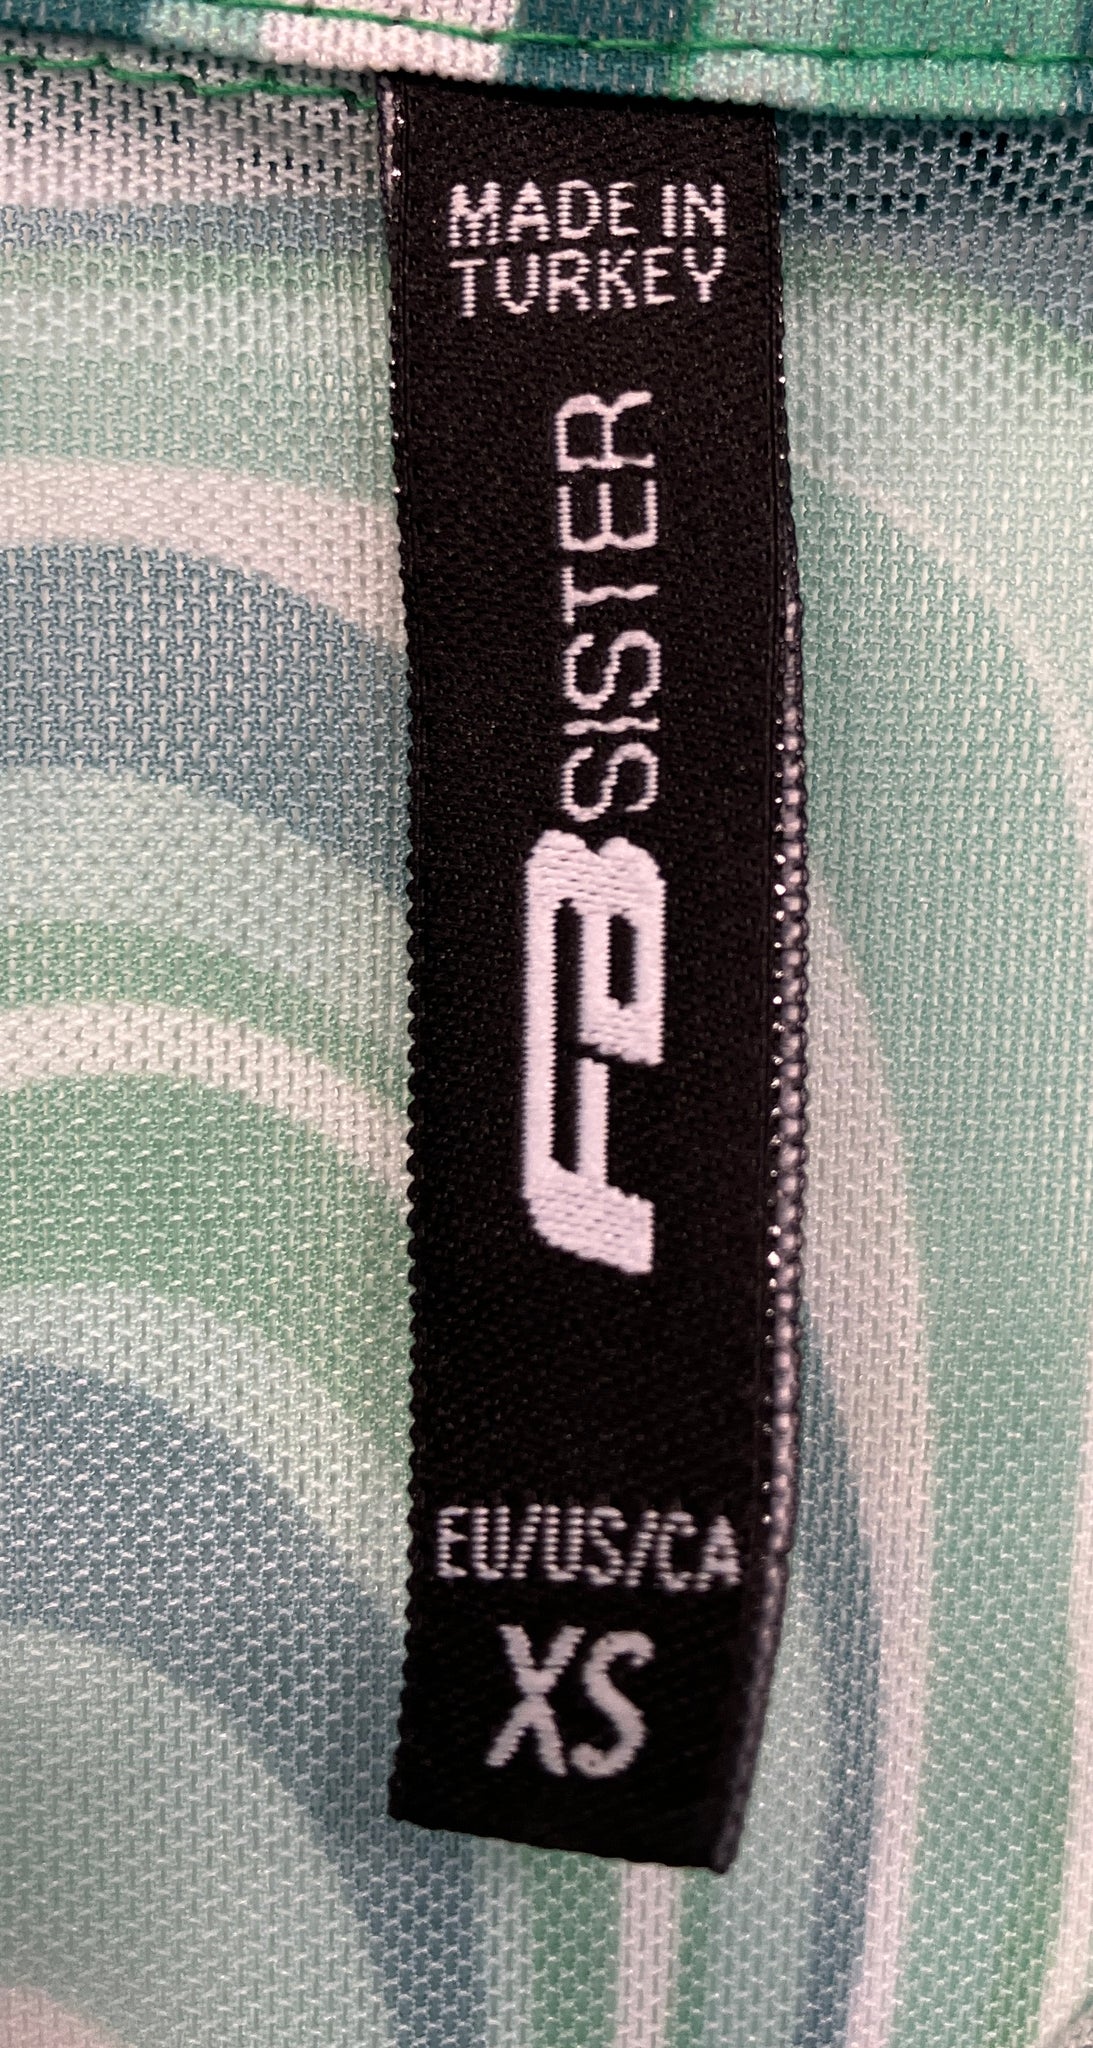 MADE IN
TURKEY
FB SISTER
EU/US/CA
XS